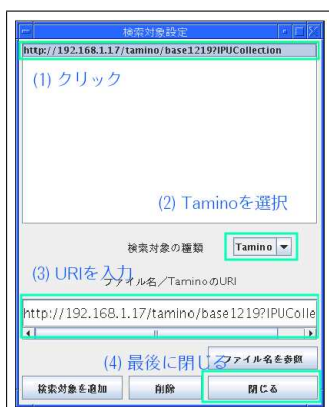 検索対象設定
http://192.168.1.17/tamino/base1219?IPUCollection
(1) クリック
(2) Taminoを選択
検索対象の種類 Tamino
(3) URIを入力
ファイル名／TaminoのURI
http://192.168.1.17/tamino/base1219?IPUColle
(4) 最後に閉じる
ファイル名を参照
検索対象を追加 削除 閉じる